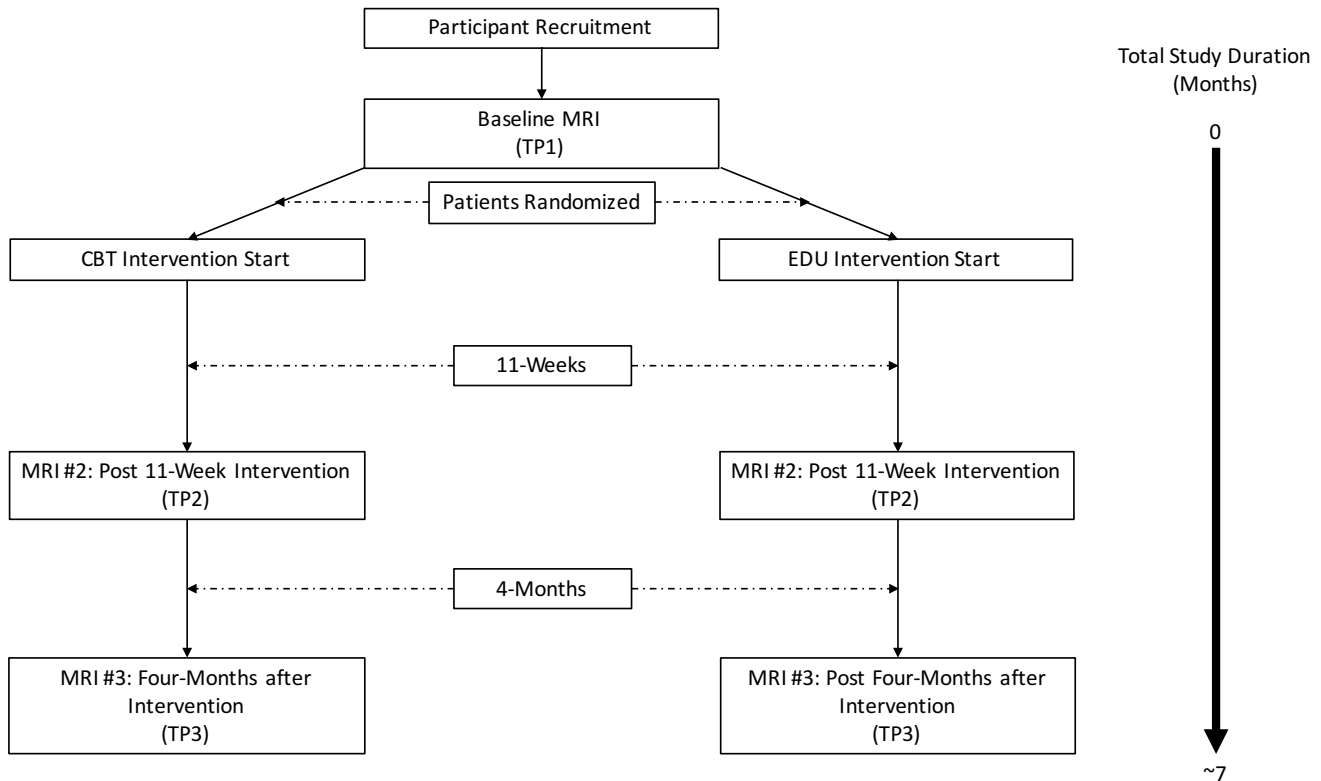 Participant Recruitment
Total Study Duration
(Months)
Baseline MRI
(TP1)
0
Patients Randomized
CBT Intervention Start
EDU Intervention Start
11-Weeks
MRI #2: Post 11-Week Intervention
(TP2)
MRI #2: Post 11-Week Intervention
(TP2)
4-Months
MRI #3: Four-Months after
Intervention
(TP3)
MRI #3: Post Four-Months after
Intervention
(TP3)
~7